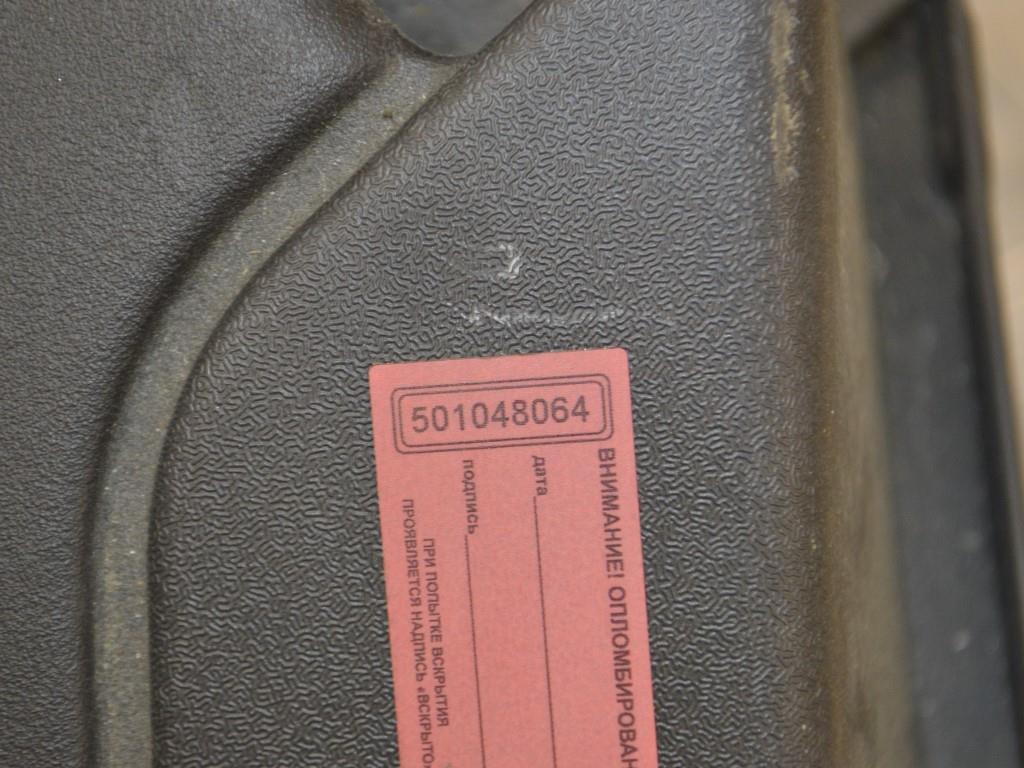 501048064
ВНИМАНИЕ! ОПЛОМБИРОВАН
дата
подпись
ПРИ ПОПЫТКЕ ВСКРЫТИЯ
ПРОЯВЛЯЕТСЯ НАДПИСЬ «ВСКРЫТО»